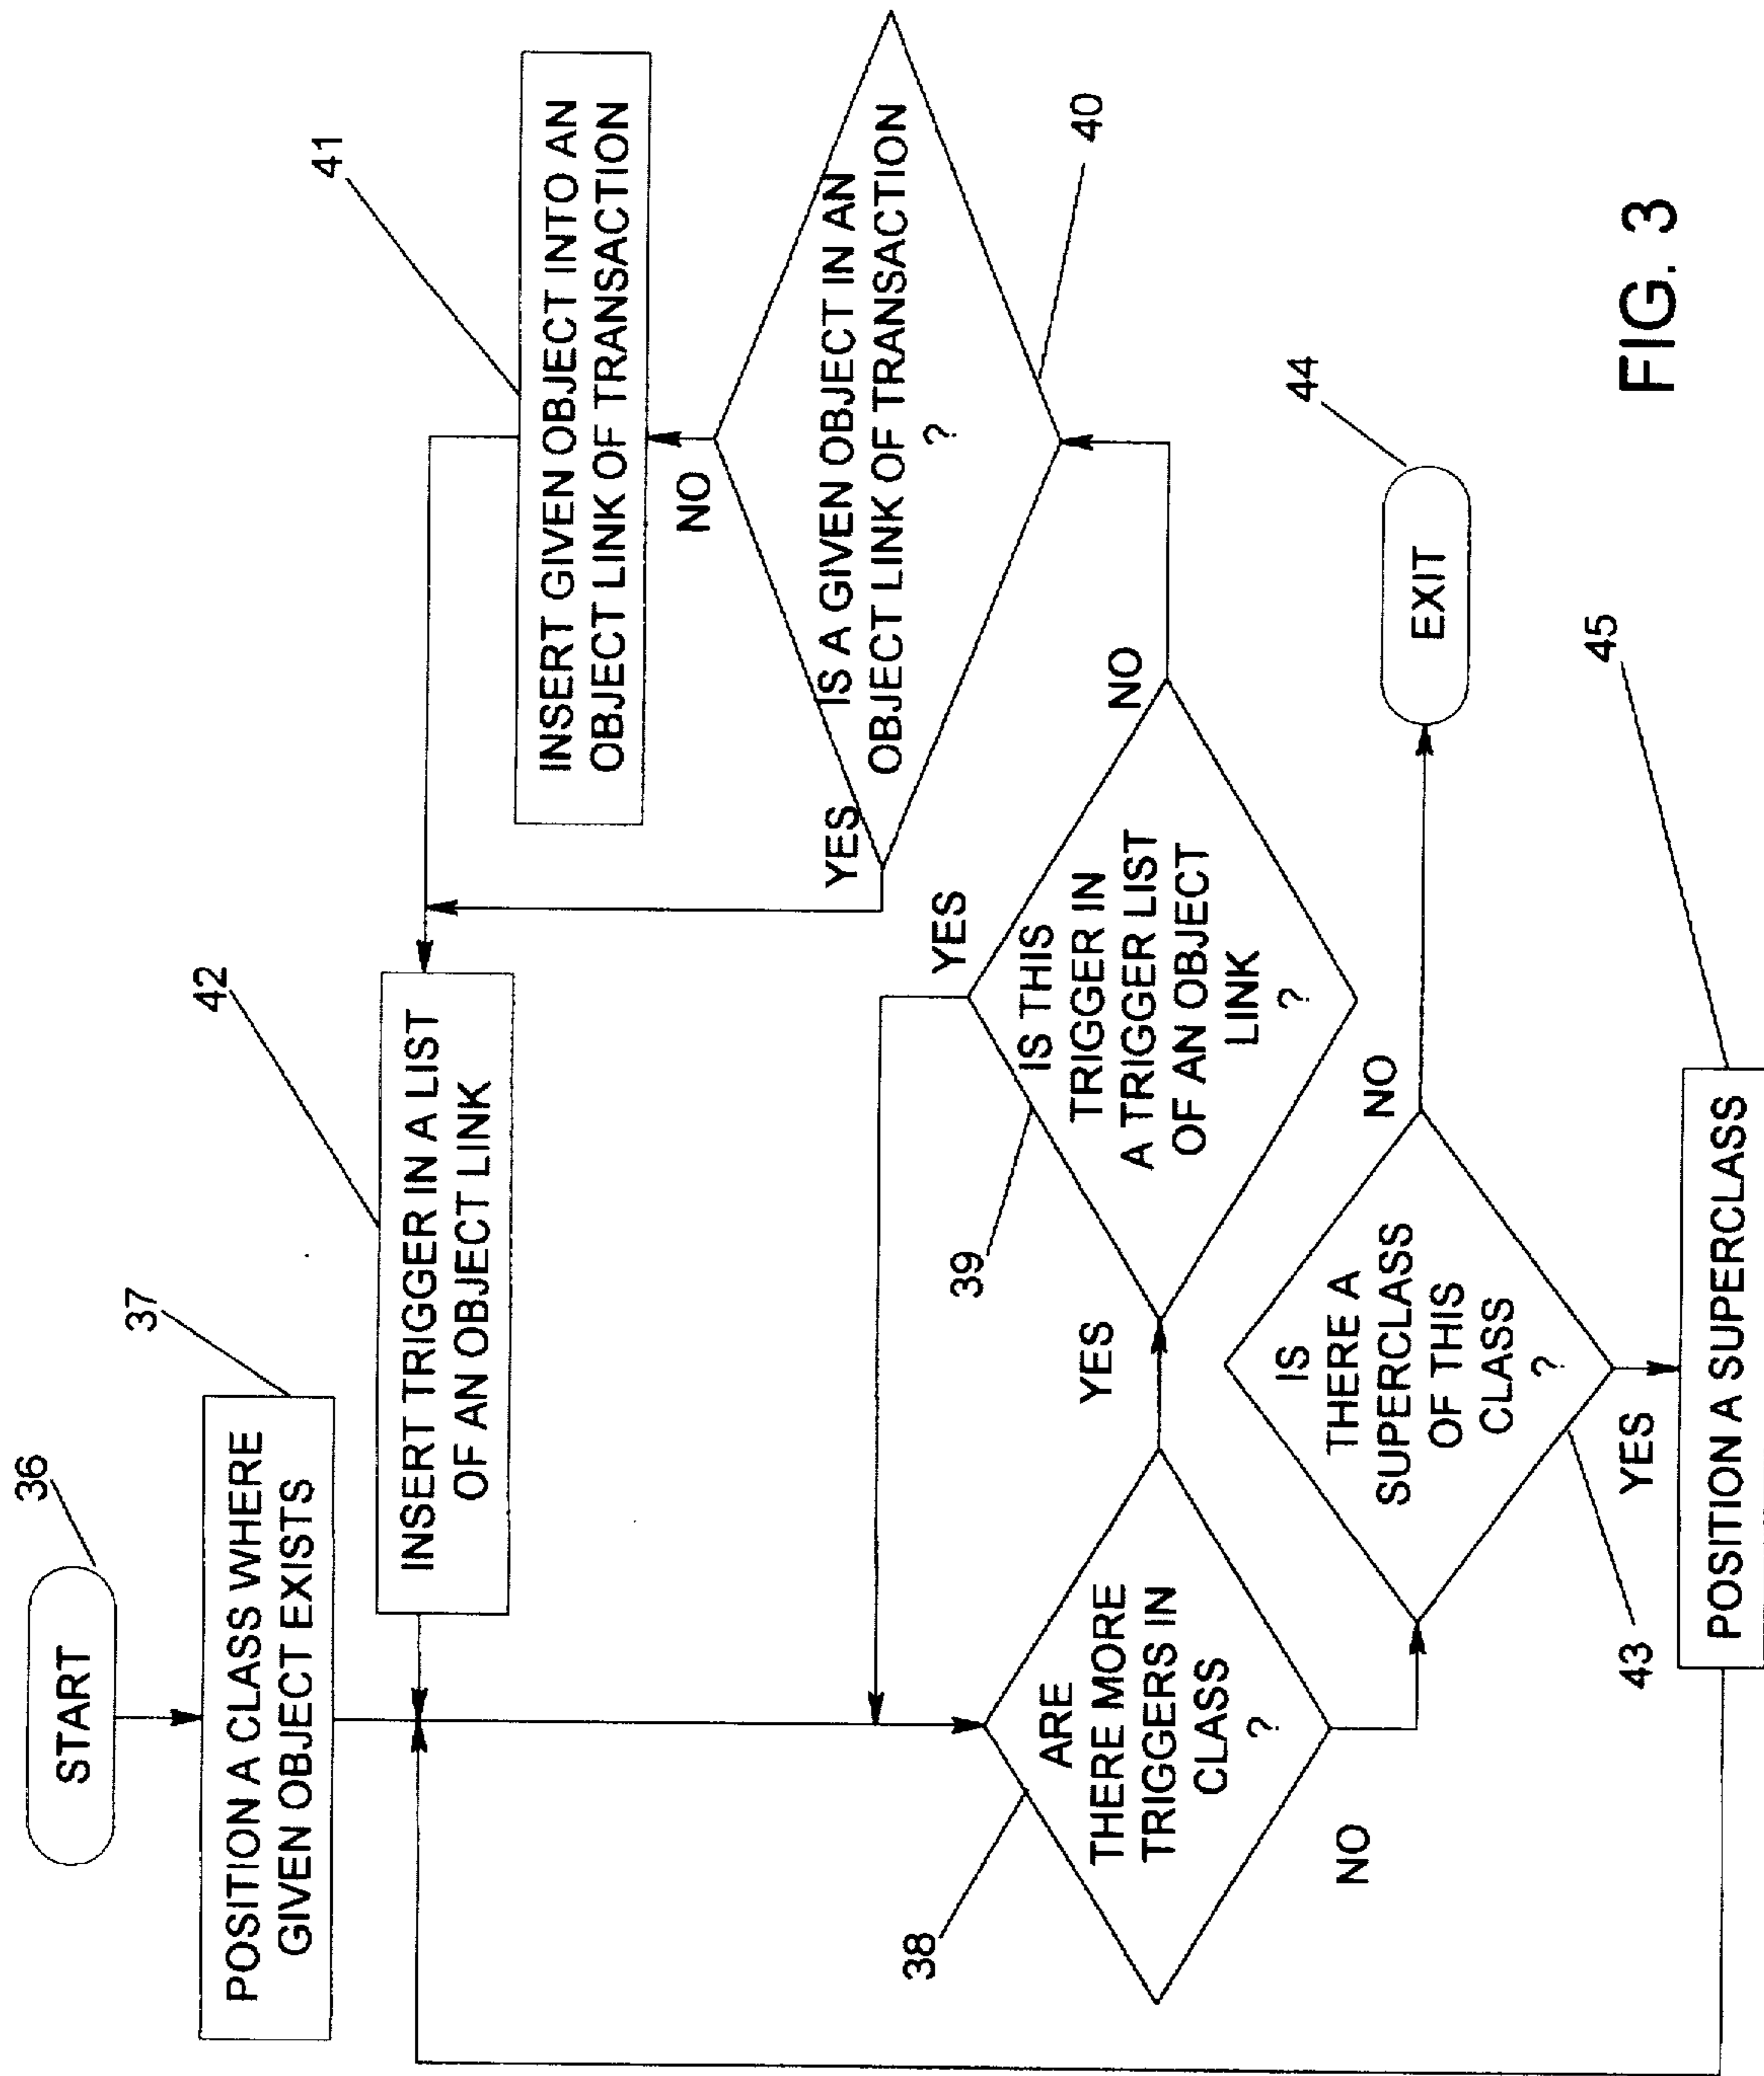 START
36
POSITION A CLASS WHERE
GIVEN OBJECT EXISTS
37
INSERT TRIGGER IN A LIST
OF AN OBJECT LINK
42
INSERT GIVEN OBJECT INTO AN
OBJECT LINK OF TRANSACTION
41
NO
YES
IS A GIVEN OBJECT IN AN
OBJECT LINK OF TRANSACTION
?
40
ARE
THERE MORE
TRIGGERS IN
CLASS
?
38
YES
NO
IS THIS
TRIGGER IN
A TRIGGER LIST
OF AN OBJECT
LINK
?
39
YES
NO
IS
THERE A
SUPERCLASS
OF THIS
CLASS
?
43
NO
YES
EXIT
44
POSITION A SUPERCLASS
45
FIG. 3